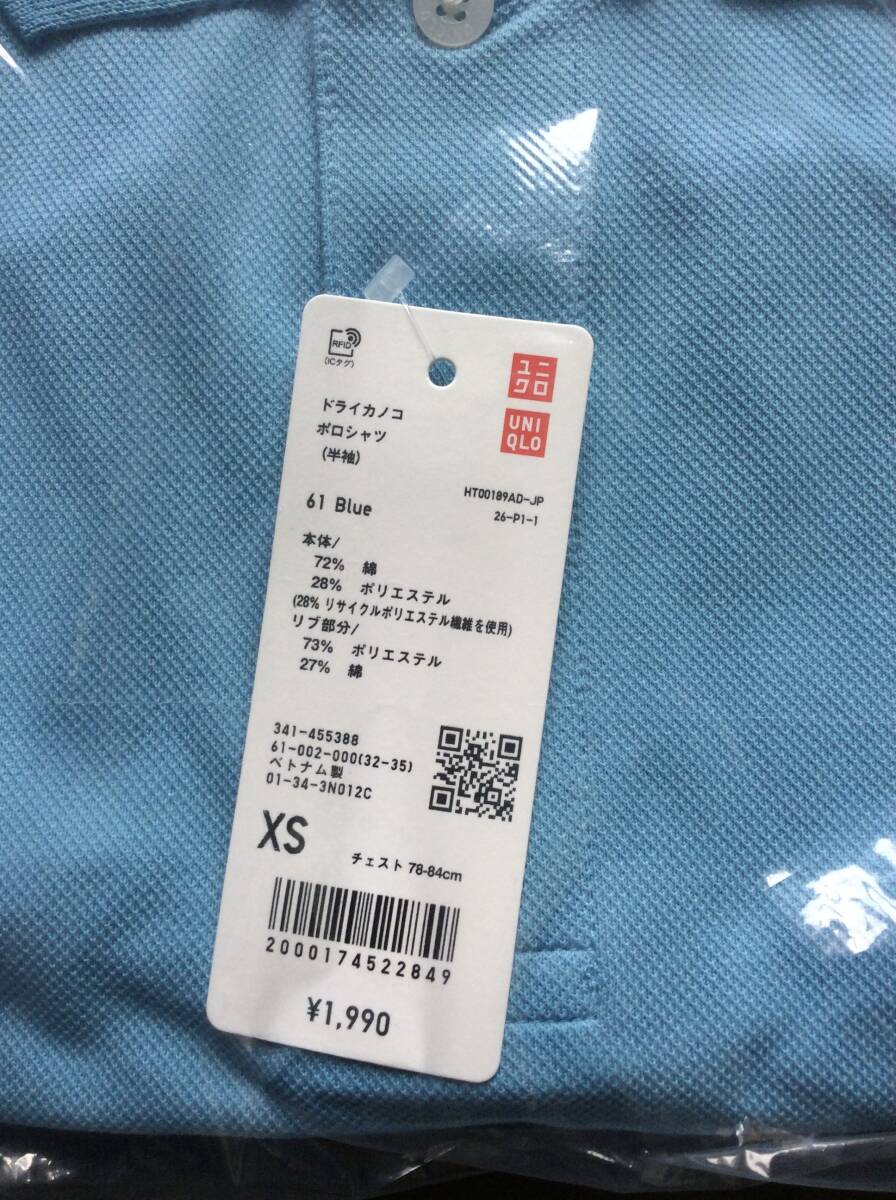 RFID
(ICタグ)
ユニ
クロ
UNI
QLO
ドライカノコ
ポロシャツ
(半袖)
61 Blue
HT00189AD-JP
26-P1-1
本体/
72% 綿
28% ポリエステル
(28% リサイクルポリエステル繊維を使用)
リブ部分/
73% ポリエステル
27% 綿
341-455388
61-002-000(32-35)
ベトナム製
01-34-3N012C
XS
チェスト 78-84cm
2000174522849
¥1,990